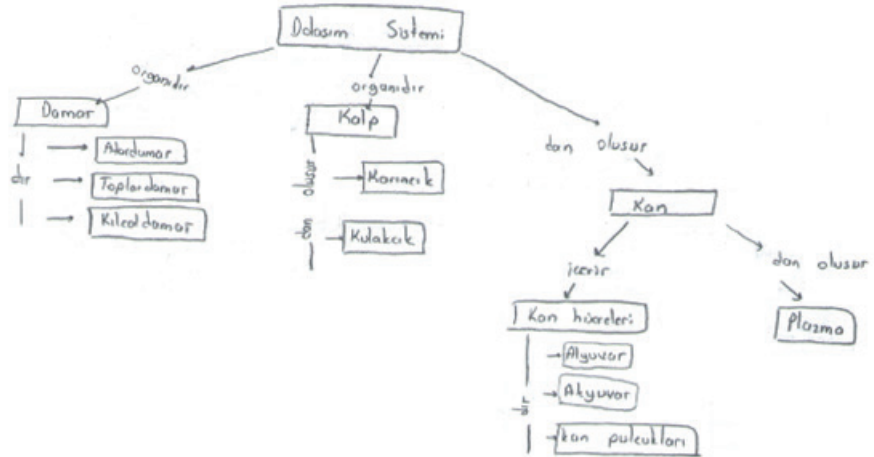 Dolaşım Sistemi
organıdır
organıdır
Damar
Kalp
dan oluşur
Atardamar
dır
Toplardamar
Kılcaldamar
dan oluşur
Karıncık
Kulakcık
Kan
içerir
dan oluşur
Kan hücreleri
Plazma
Alyuvar
dır
Akyuvar
kan pulcukları